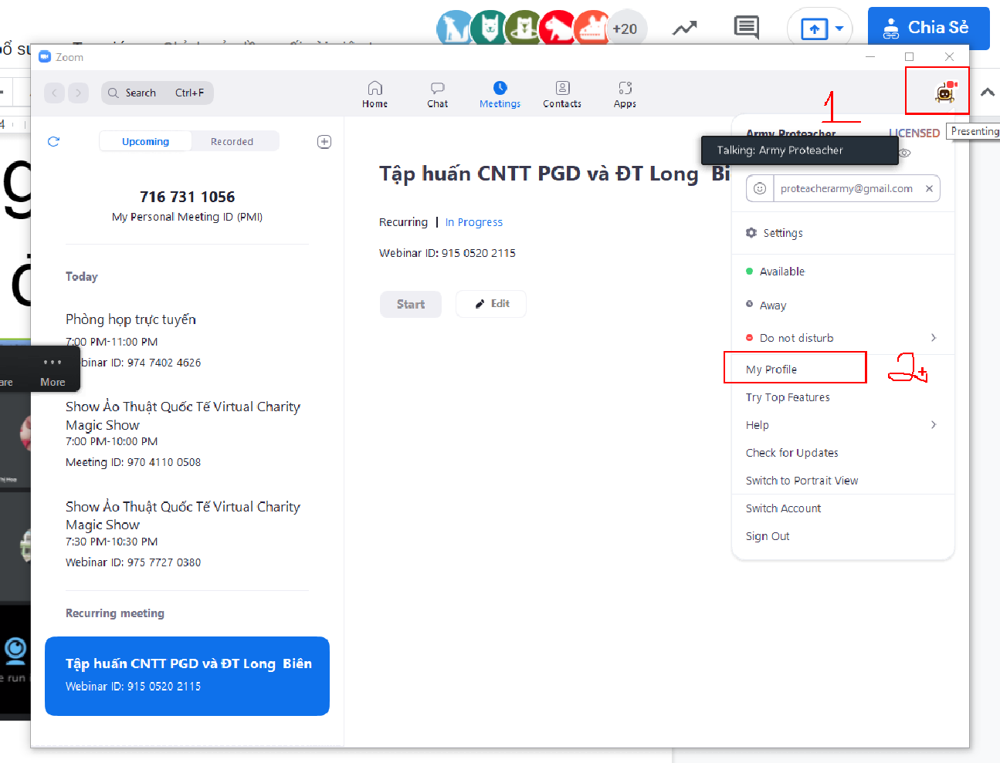 +20
Chia Sẻ
Zoom
Search Ctrl+F
Home
Chat
Meetings
Contacts
Apps
1
Presenting
4
Upcoming
Recorded
716 731 1056
My Personal Meeting ID (PMI)
Today
Phòng họp trực tuyến
7:00 PM-11:00 PM
binar ID: 974 7402 4626
Show Ảo Thuật Quốc Tế Virtual Charity
Magic Show
7:00 PM-10:00 PM
Meeting ID: 970 4110 0508
Show Ảo Thuật Quốc Tế Virtual Charity
Magic Show
7:30 PM-10:30 PM
Webinar ID: 975 7727 0380
Recurring meeting
Tập huấn CNTT PGD và ĐT Long Biên
Webinar ID: 915 0520 2115
are
More
Tập huấn CNTT PGD và ĐT Long Bi
Recurring | In Progress
Webinar ID: 915 0520 2115
Start
Edit
Army Proteacher
LICENSED
Talking: Army Proteacher
proteacherarmy@gmail.com
Settings
Available
Away
Do not disturb
My Profile
2
Try Top Features
Help
Check for Updates
Switch to Portrait View
Switch Account
Sign Out